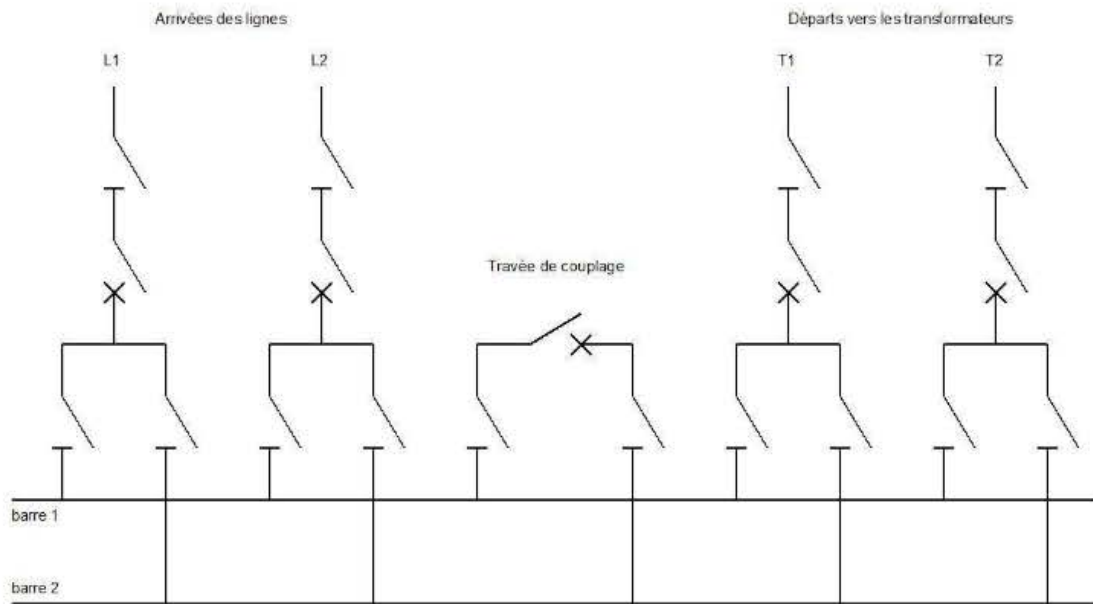 Arrivées des lignes
Départs vers les transformateurs
L1
L2
T1
T2
Travée de couplage
barre 1
barre 2